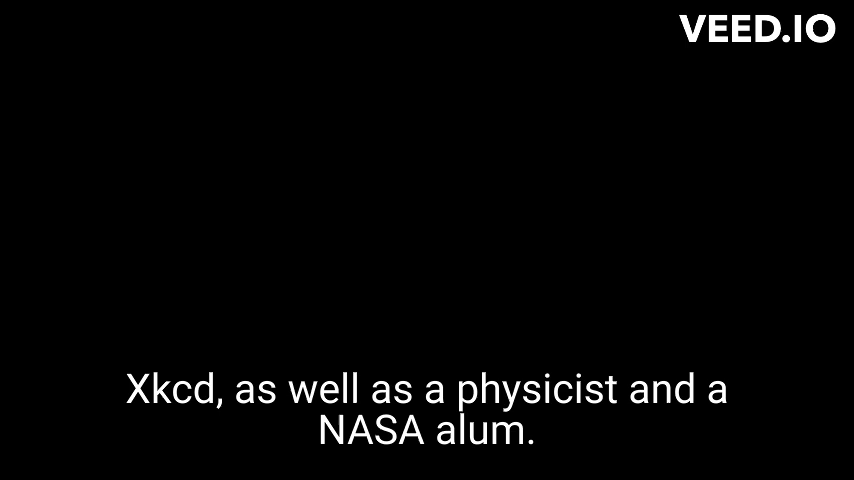 VEED.IO
Xkcd, as well as a physicist and a
NASA alum.